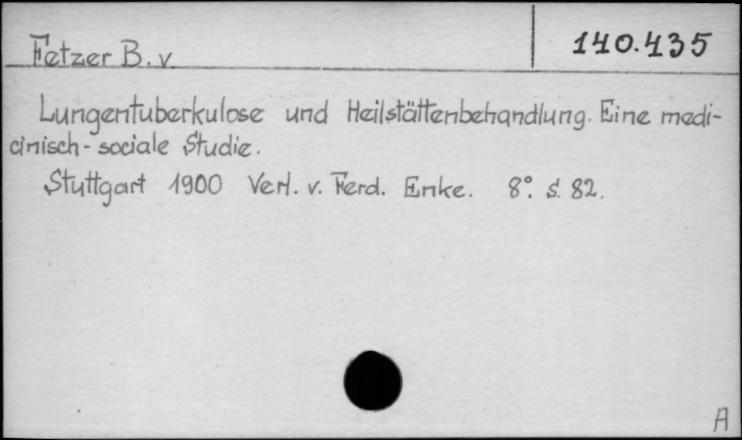 Fetzer B. v.
140.435
Lungentuberkulose und Heilstättenbehandlung. Eine medi-
cinisch-sociale Studie.
Stuttgart 1900 Verl. v. Ferd. Enke. 8° S. 82.
A